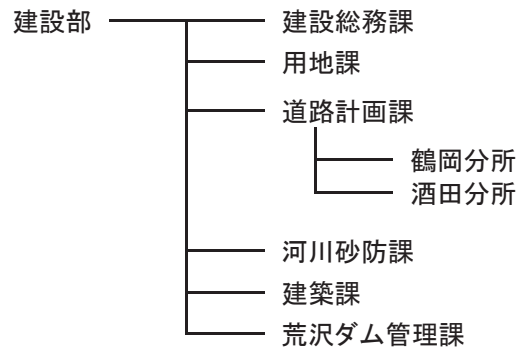 建設部
建設総務課
用地課
道路計画課
鶴岡分所
酒田分所
河川砂防課
建築課
荒沢ダム管理課